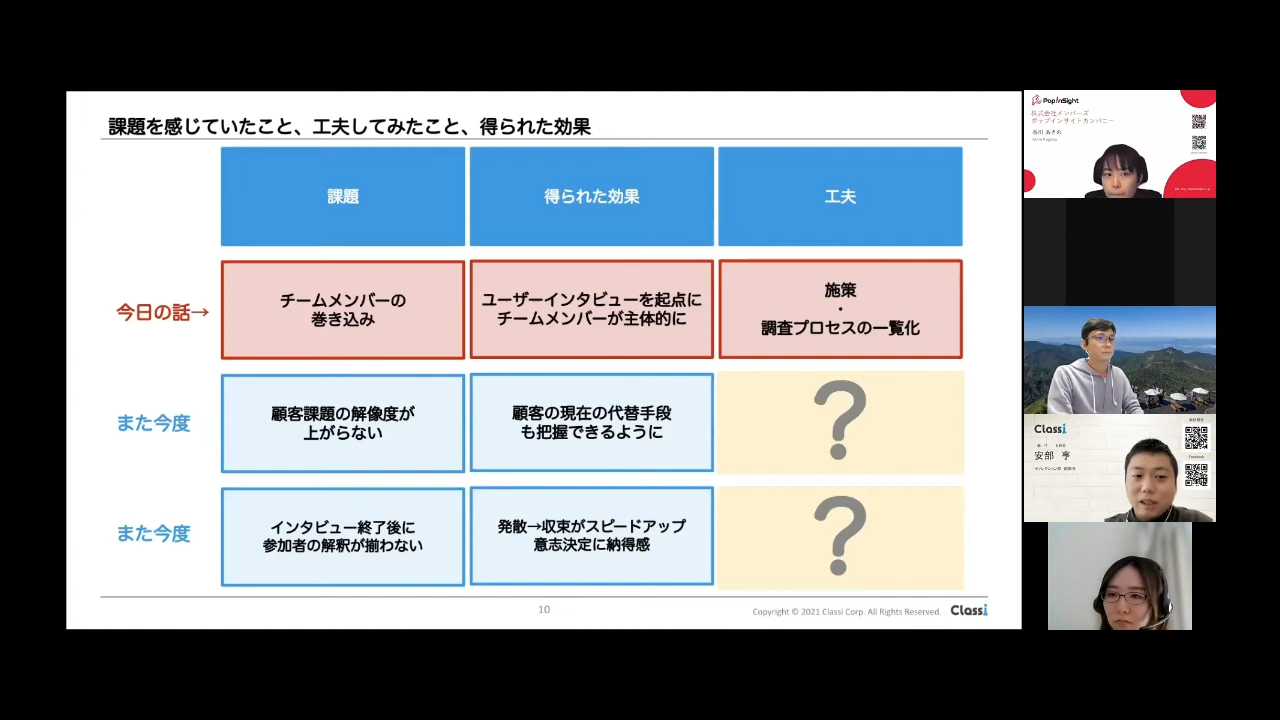 課題を感じていたこと、工夫してみたこと、得られた効果
課題
得られた効果
工夫
今日の話→
チームメンバーの
巻き込み
ユーザーインタビューを起点に
チームメンバーが主体的に
施策
・
調査プロセスの一覧化
また今度
顧客課題の解像度が
上がらない
顧客の現在の代替手段
も把握できるように
?
また今度
インタビュー終了後に
参加者の解釈が揃わない
発散→収束がスピードアップ
意志決定に納得感
?
10
Copyright © 2021 Classi Corp. All Rights Reserved.
Classi
Pop!nSight
株式会社メンバーズ
ポップインサイトカンパニー
Classi
安部 亨
Facebook